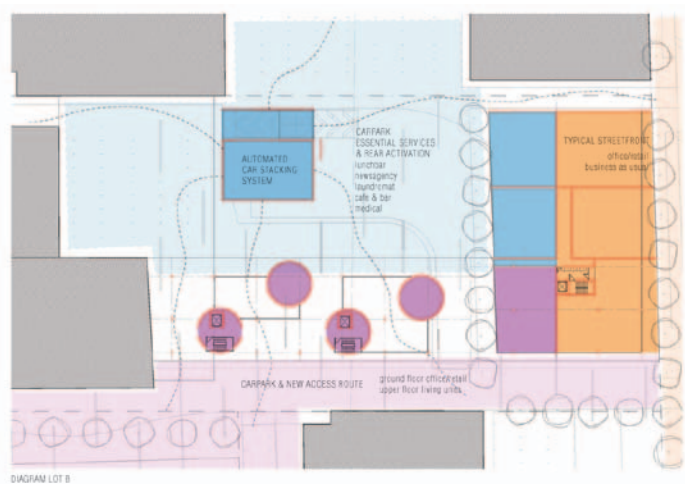 CARPARK
ESSENTIAL SERVICES
& REAR ACTIVATION
lunchbar
newsagency
laundromat
cafe & bar
medical
AUTOMATED
CAR STACKING
SYSTEM
TYPICAL STREETFRONT
office/retail
business as usual
CARPARK & NEW ACCESS ROUTE
ground floor office/retail
upper floor living units
DIAGRAM LOT 8